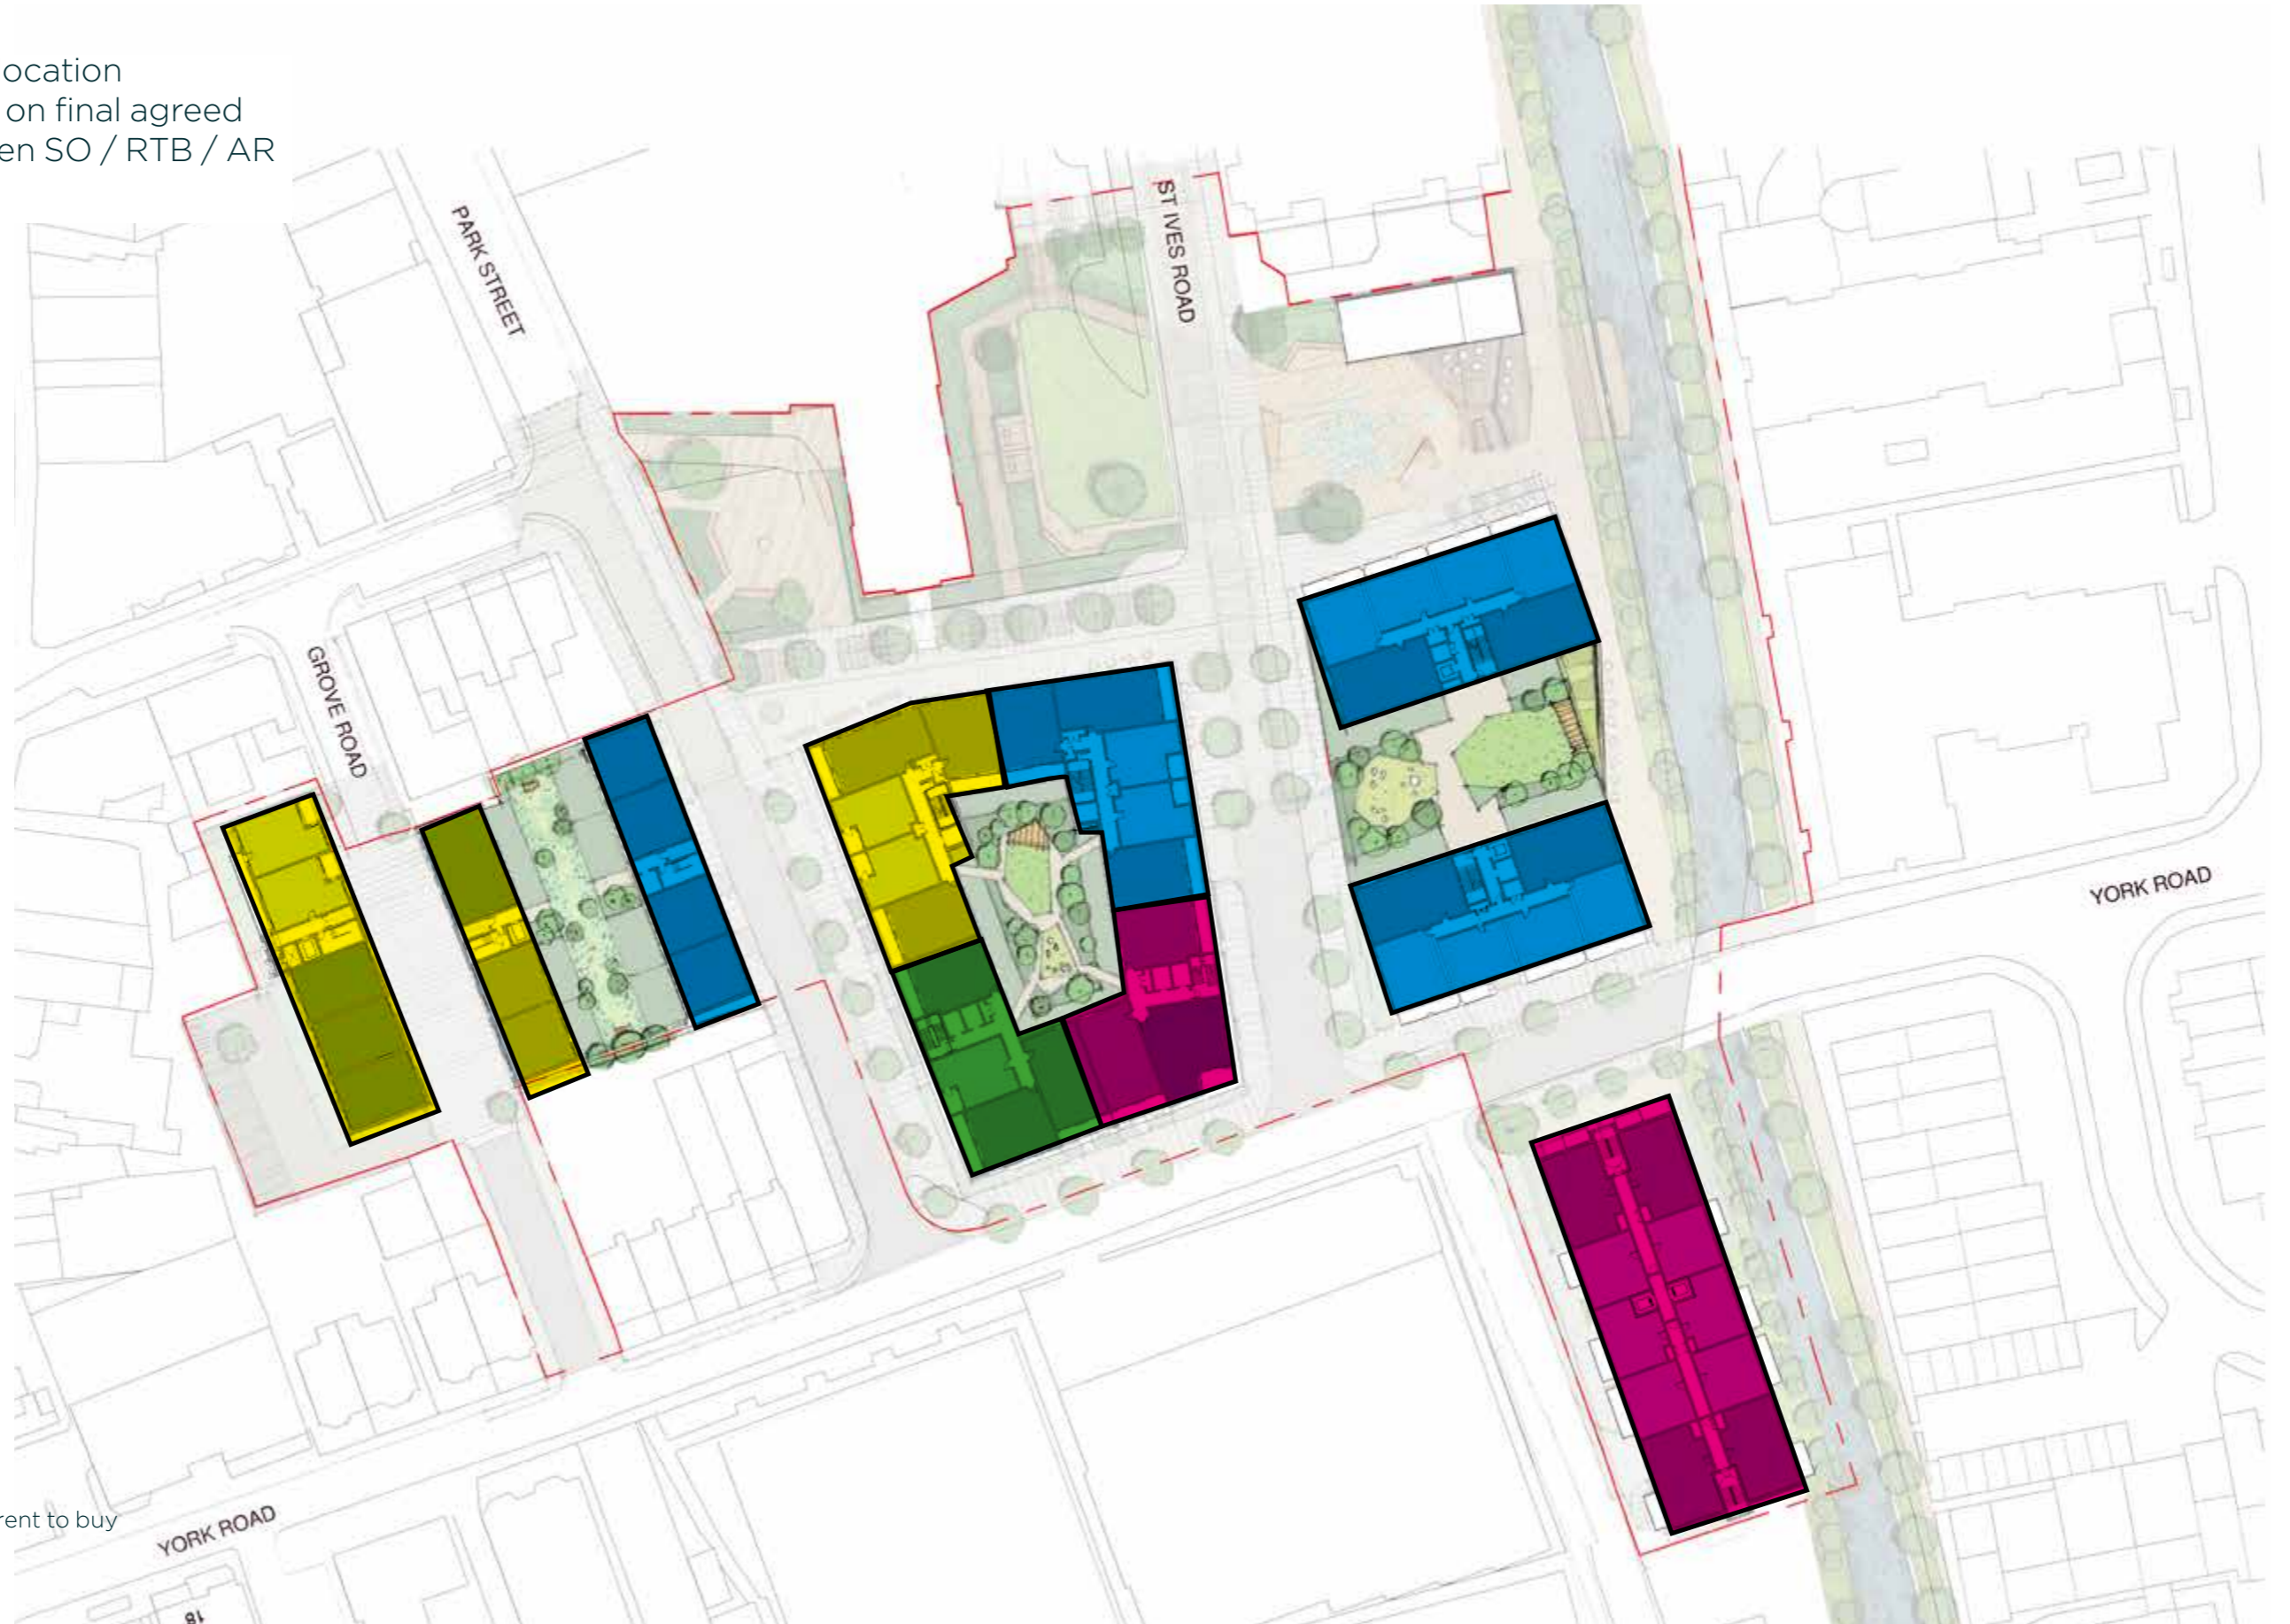 ocation
on final agreed
en SO / RTB / AR
PARK STREET
ST IVES ROAD
GROVE ROAD
YORK ROAD
rent to buy
YORK ROAD
18